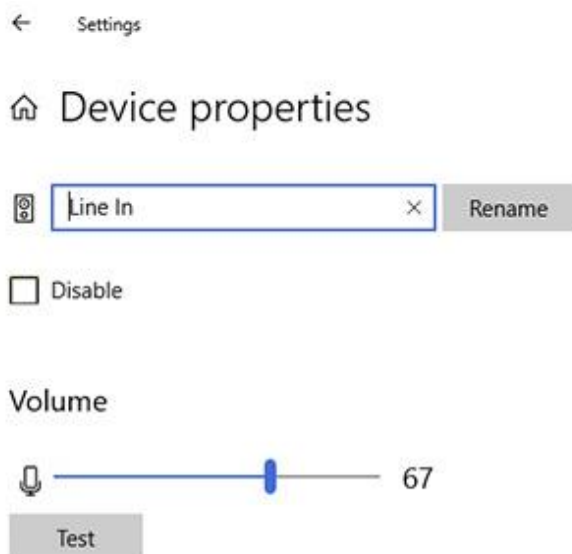 Settings
Device properties
Line In
Rename
Disable
Volume
67
Test